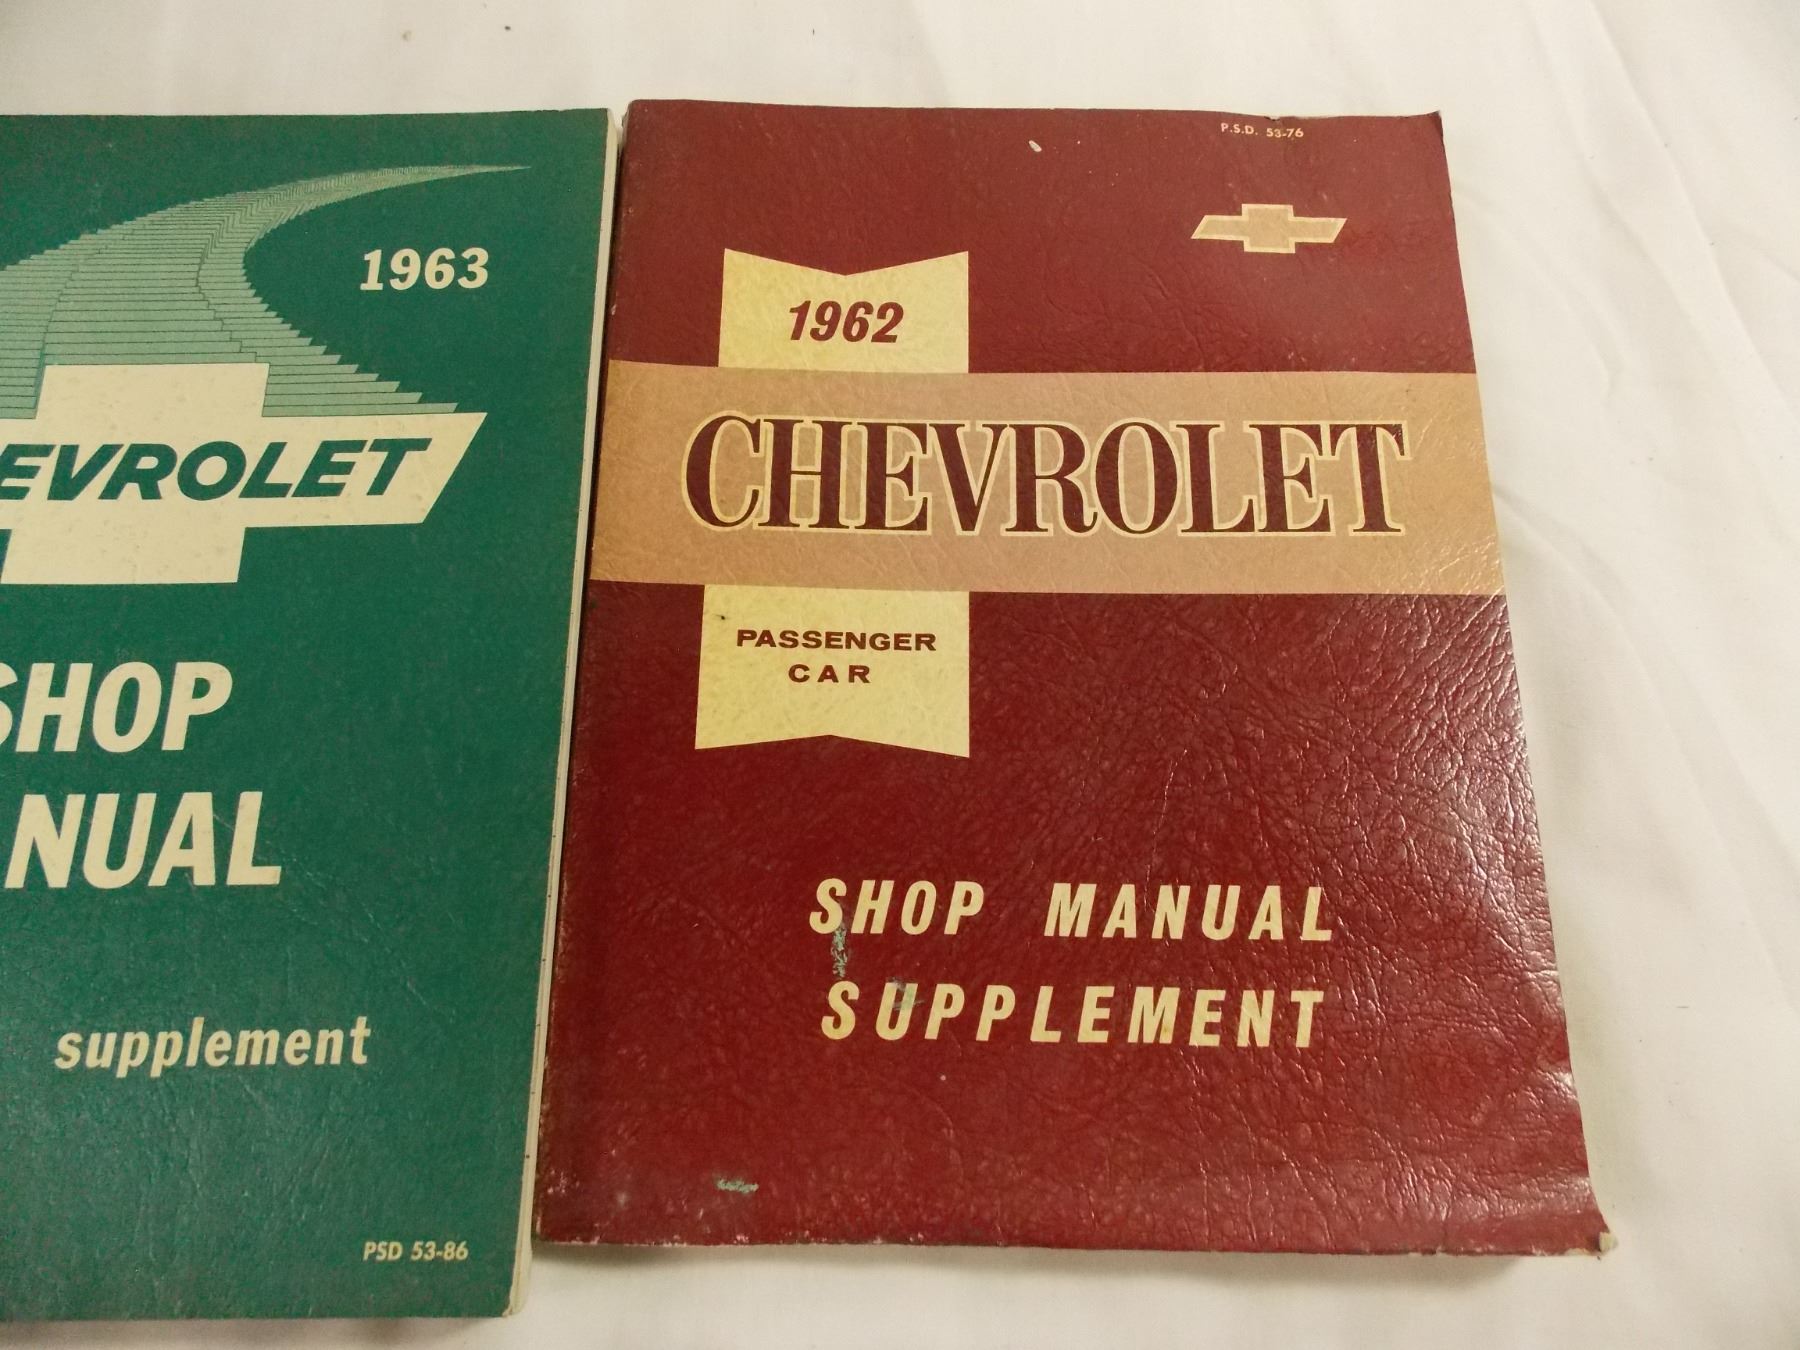 1963
EVROLET
SHOP
NUAL
supplement
PSD 53-86
P.S.D. 53-76
1962
CHEVROLET
PASSENGER
CAR
SHOP MANUAL
SUPPLEMENT